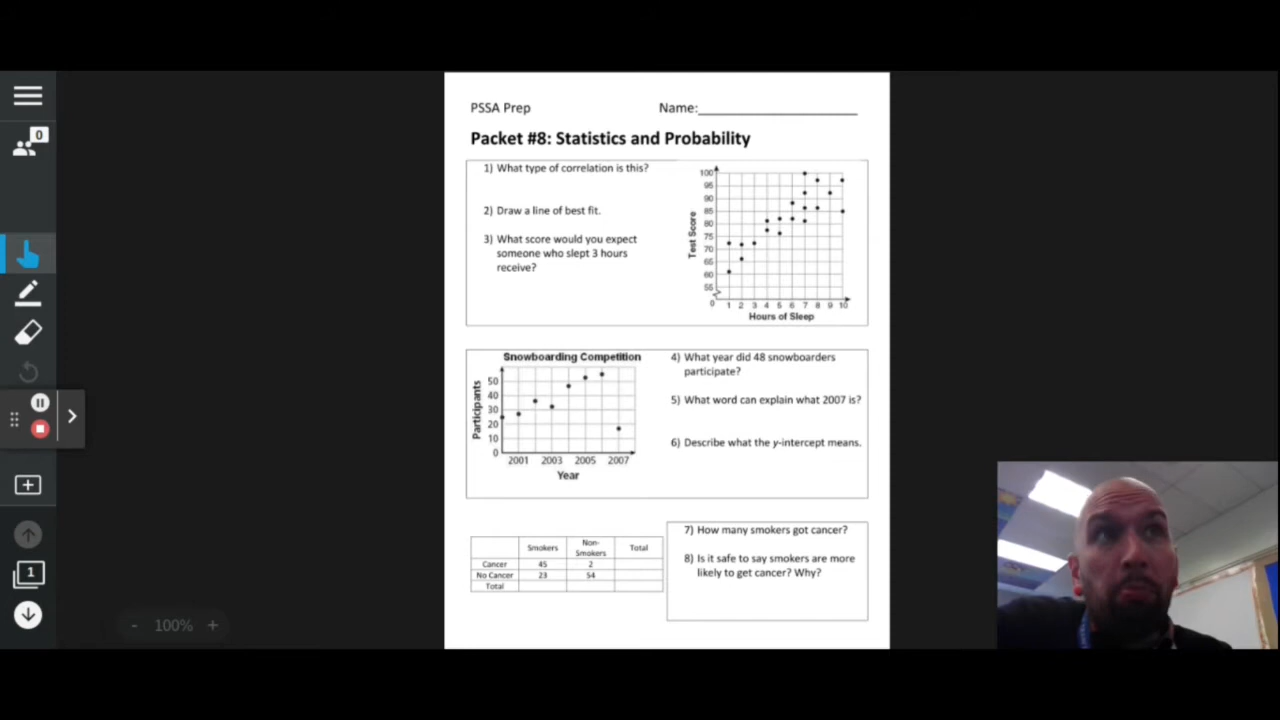 0
PSSA Prep
Name:
Packet #8: Statistics and Probability
1) What type of correlation is this?
2) Draw a line of best fit.
3) What score would you expect
someone who slept 3 hours
receive?
Test Score
100
95
90
85
80
75
70
65
60
55
0 1 2 3 4 5 6 7 8 9 10
Hours of Sleep
Snowboarding Competition
Participants
50
40
30
20
10
0
2001 2003 2005 2007
Year
4) What year did 48 snowboarders
participate?
5) What word can explain what 2007 is?
6) Describe what the y-intercept means.
Smokers Non-Smokers Total
Cancer 45 2
No Cancer 23 54
Total
7) How many smokers got cancer?
8) Is it safe to say smokers are more
likely to get cancer? Why?
1
- 100% +